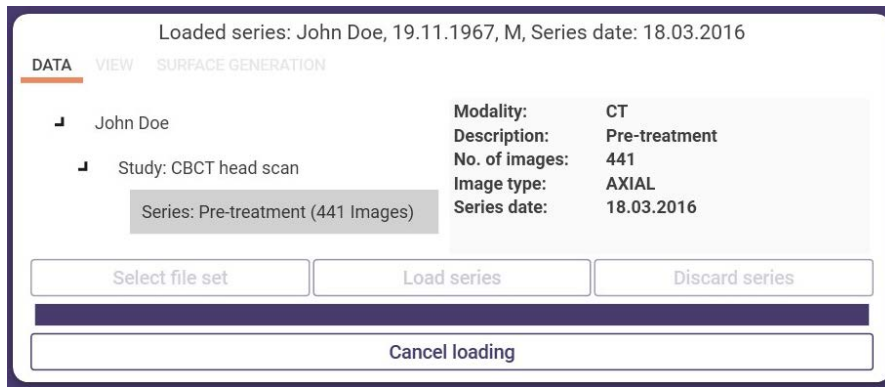 Loaded series: John Doe, 19.11.1967, M, Series date: 18.03.2016
DATA VIEW SURFACE GENERATION
John Doe
Study: CBCT head scan
Series: Pre-treatment (441 Images)
Modality: CT
Description: Pre-treatment
No. of images: 441
Image type: AXIAL
Series date: 18.03.2016
Select file set Load series Discard series
Cancel loading